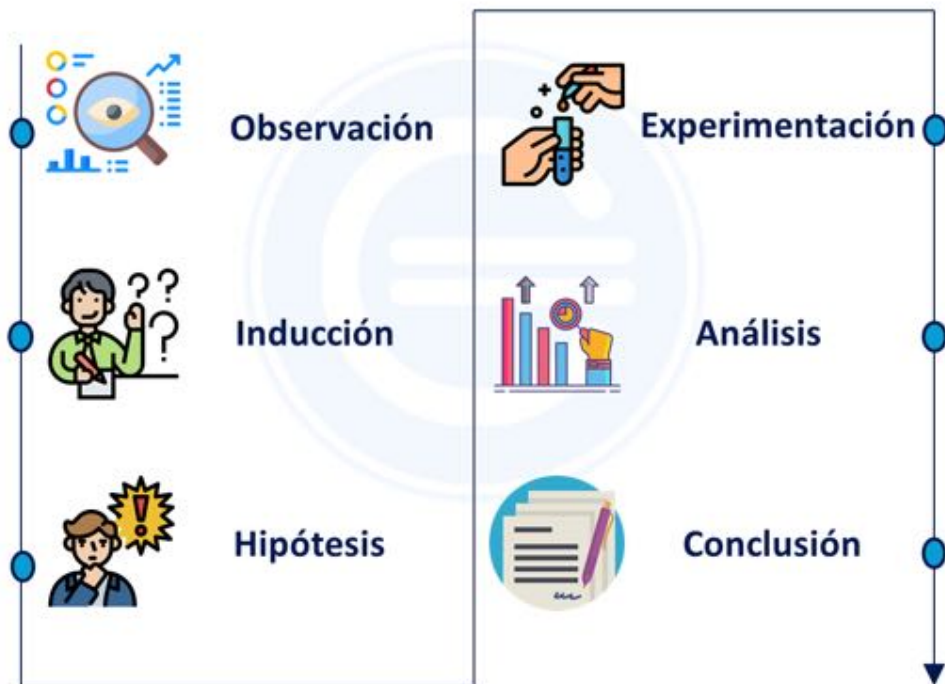 Observación
Inducción
Hipótesis
Experimentación
Análisis
Conclusión